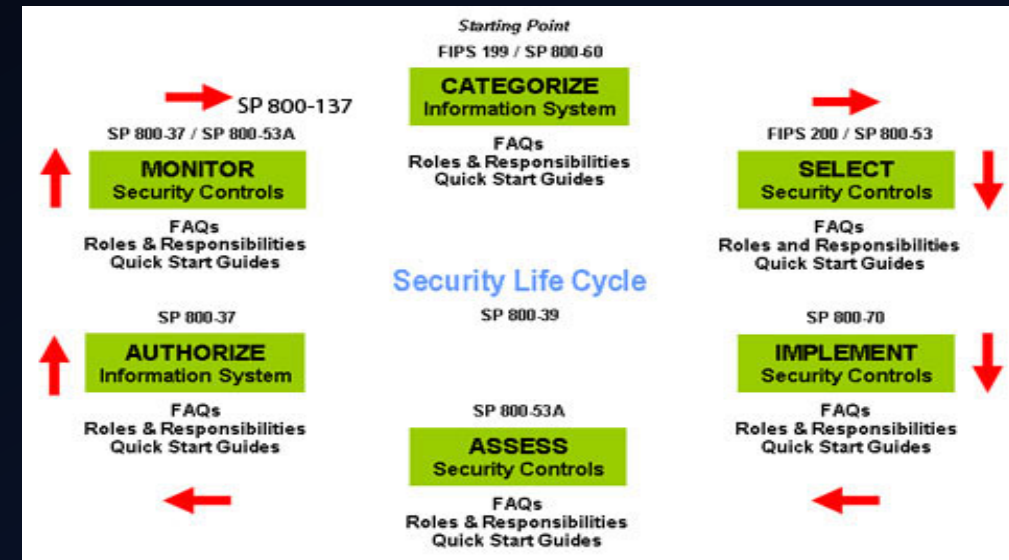 Starting Point
FIPS 199 / SP 800-60
CATEGORIZE
Information System
FAQs
Roles & Responsibilities
Quick Start Guides
SP 800-137
SP 800-37 / SP 800-53A
MONITOR
Security Controls
FAQs
Roles & Responsibilities
Quick Start Guides
FIPS 200 / SP 800-53
SELECT
Security Controls
FAQs
Roles and Responsibilities
Quick Start Guides
Security Life Cycle
SP 800-39
SP 800-37
AUTHORIZE
Information System
FAQs
Roles & Responsibilities
Quick Start Guides
SP 800-70
IMPLEMENT
Security Controls
FAQs
Roles & Responsibilities
Quick Start Guides
SP 800-53A
ASSESS
Security Controls
FAQs
Roles & Responsibilities
Quick Start Guides